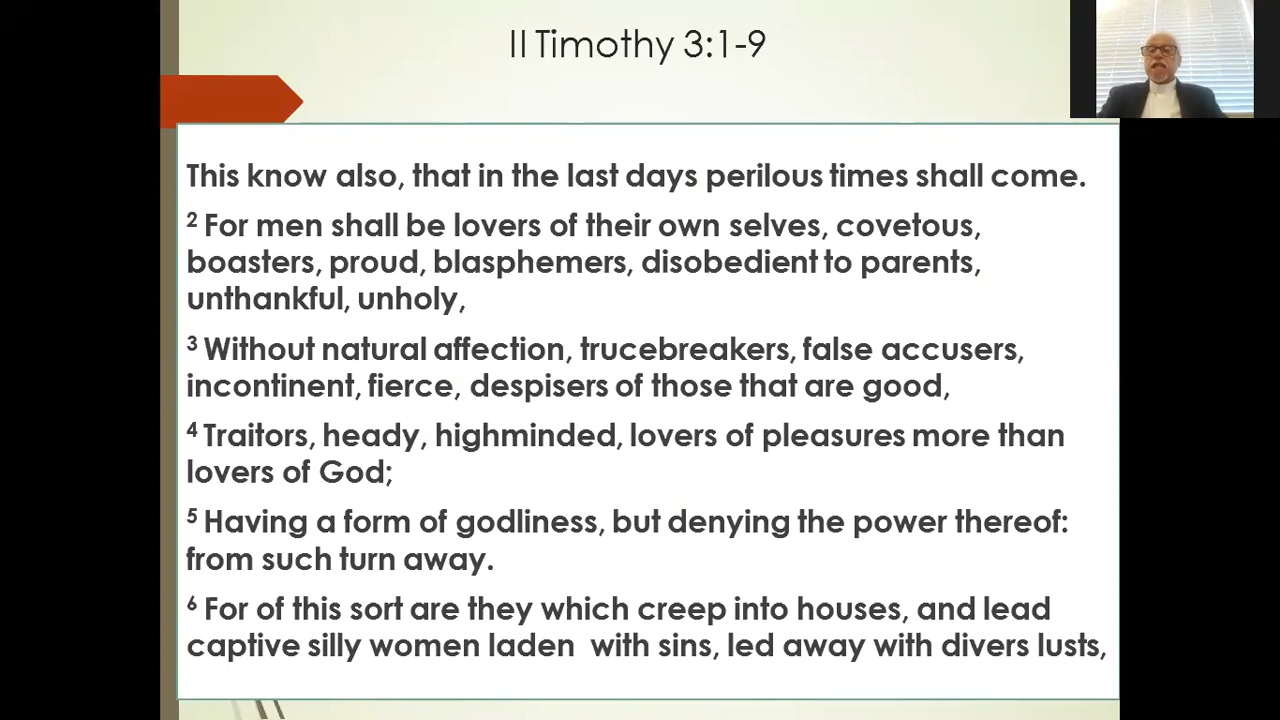 II Timothy 3:1-9
This know also, that in the last days perilous times shall come.
2 For men shall be lovers of their own selves, covetous,
boasters, proud, blasphemers, disobedient to parents,
unthankful, unholy,
3 Without natural affection, trucebreakers, false accusers,
incontinent, fierce, despisers of those that are good,
4 Traitors, heady, highminded, lovers of pleasures more than
lovers of God;
5 Having a form of godliness, but denying the power thereof:
from such turn away.
6 For of this sort are they which creep into houses, and lead
captive silly women laden with sins, led away with divers lusts,